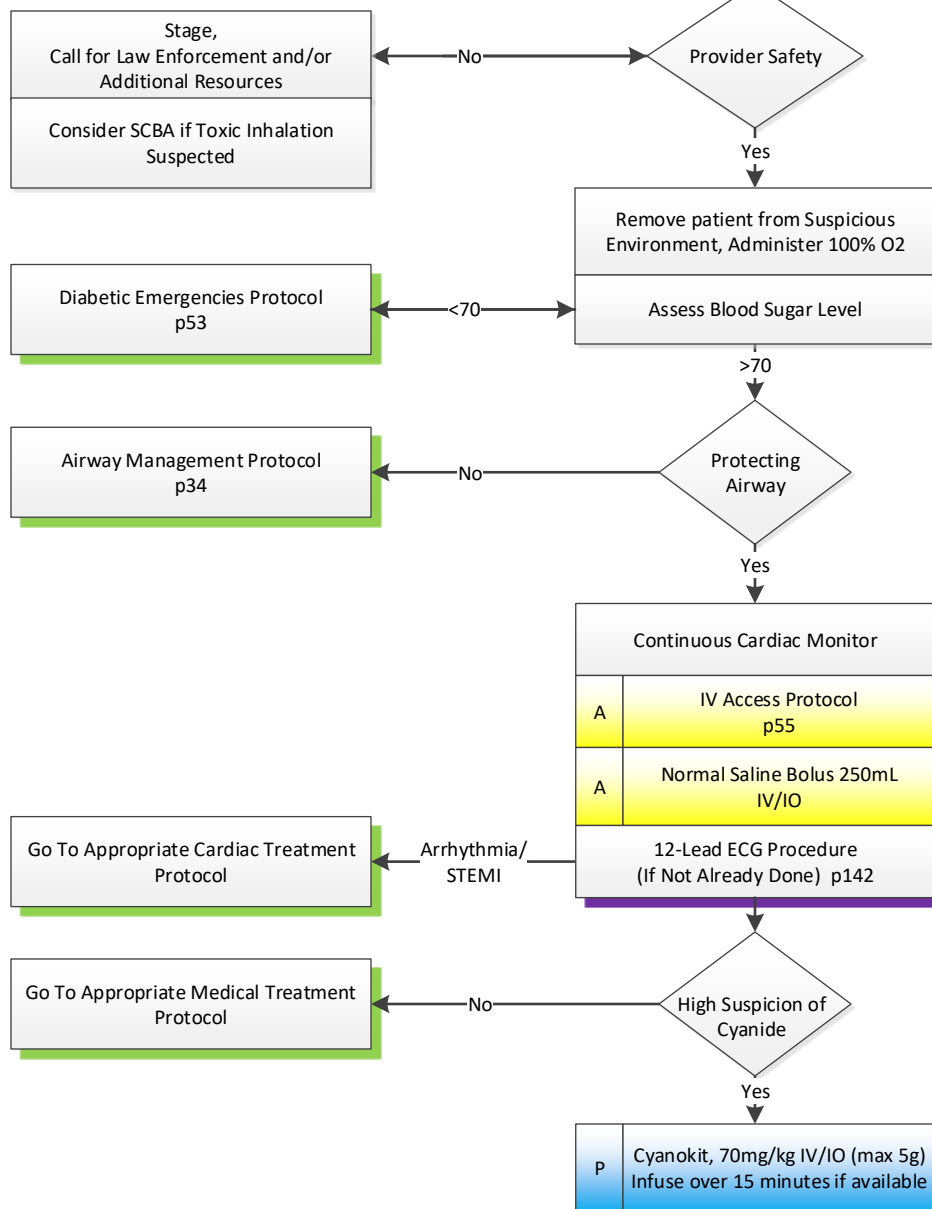 Stage,
Call for Law Enforcement and/or
Additional Resources
Consider SCBA if Toxic Inhalation
Suspected
No
Provider Safety
Yes
Remove patient from Suspicious
Environment, Administer 100% O2
Diabetic Emergencies Protocol
p53
<70
Assess Blood Sugar Level
>70
Airway Management Protocol
p34
No
Protecting
Airway
Yes
Continuous Cardiac Monitor
A
IV Access Protocol
p55
A
Normal Saline Bolus 250mL
IV/IO
Go To Appropriate Cardiac Treatment
Protocol
Arrhythmia/
STEMI
12-Lead ECG Procedure
(If Not Already Done) p142
Go To Appropriate Medical Treatment
Protocol
No
High Suspicion of
Cyanide
Yes
P
Cyanokit, 70mg/kg IV/IO (max 5g)
Infuse over 15 minutes if available